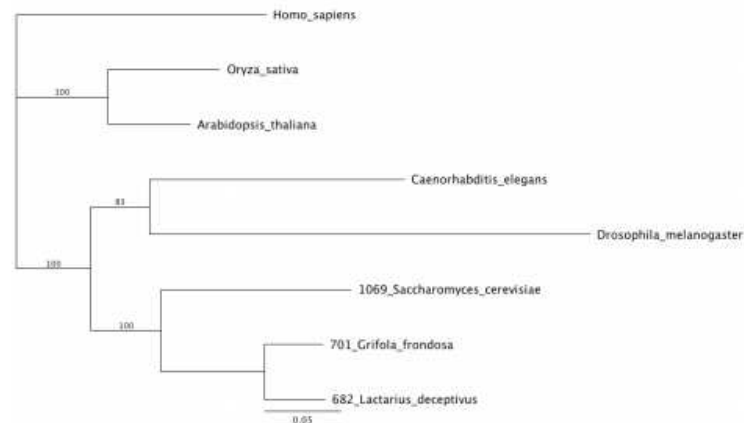 Homo_sapiens
Oryza_sativa
100
Arabidopsis_thaliana
Caenorhabditis_elegans
83
Drosophila_melanogaster
100
1069_Saccharomyces_cerevisiae
100
701_Grifola_frondosa
682_Lactarius_deceptivus
0.05